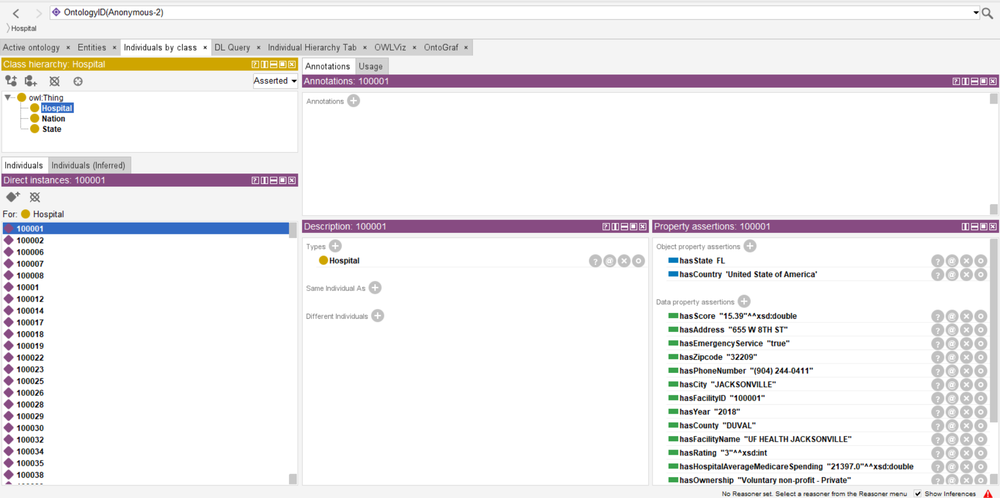 OntologyID(Anonymous-2)
Hospital
Active ontology × Entities × Individuals by class × DL Query × Individual Hierarchy Tab × OWLViz × OntoGraf ×
Class hierarchy: Hospital
Asserted
owl:Thing
Hospital
Nation
State
Individuals Individuals (Inferred)
Direct instances: 100001
For: Hospital
100001
100002
100006
100007
100008
10001
100012
100014
100017
100018
100019
100022
100023
100025
100026
100028
100029
100030
100032
100034
100035
100038
Annotations Usage
Annotations: 100001
Annotations
Description: 100001
Types
Hospital
Same Individual As
Different Individuals
Property assertions: 100001
Object property assertions
hasState FL
hasCountry 'United State of America'
Data property assertions
hasScore "15.39"^^xsd:double
hasAddress "655 W 8TH ST"
hasEmergencyService "true"
hasZipcode "32209"
hasPhoneNumber "(904) 244-0411"
hasCity "JACKSONVILLE"
hasFacilityID "100001"
hasYear "2018"
hasCounty "DUVAL"
hasFacilityName "UF HEALTH JACKSONVILLE"
hasRating "3"^^xsd:int
hasHospitalAverageMedicareSpending "21397.0"^^xsd:double
hasOwnership "Voluntary non-profit - Private"
No Reasoner set. Select a reasoner from the Reasoner menu Show Inferences